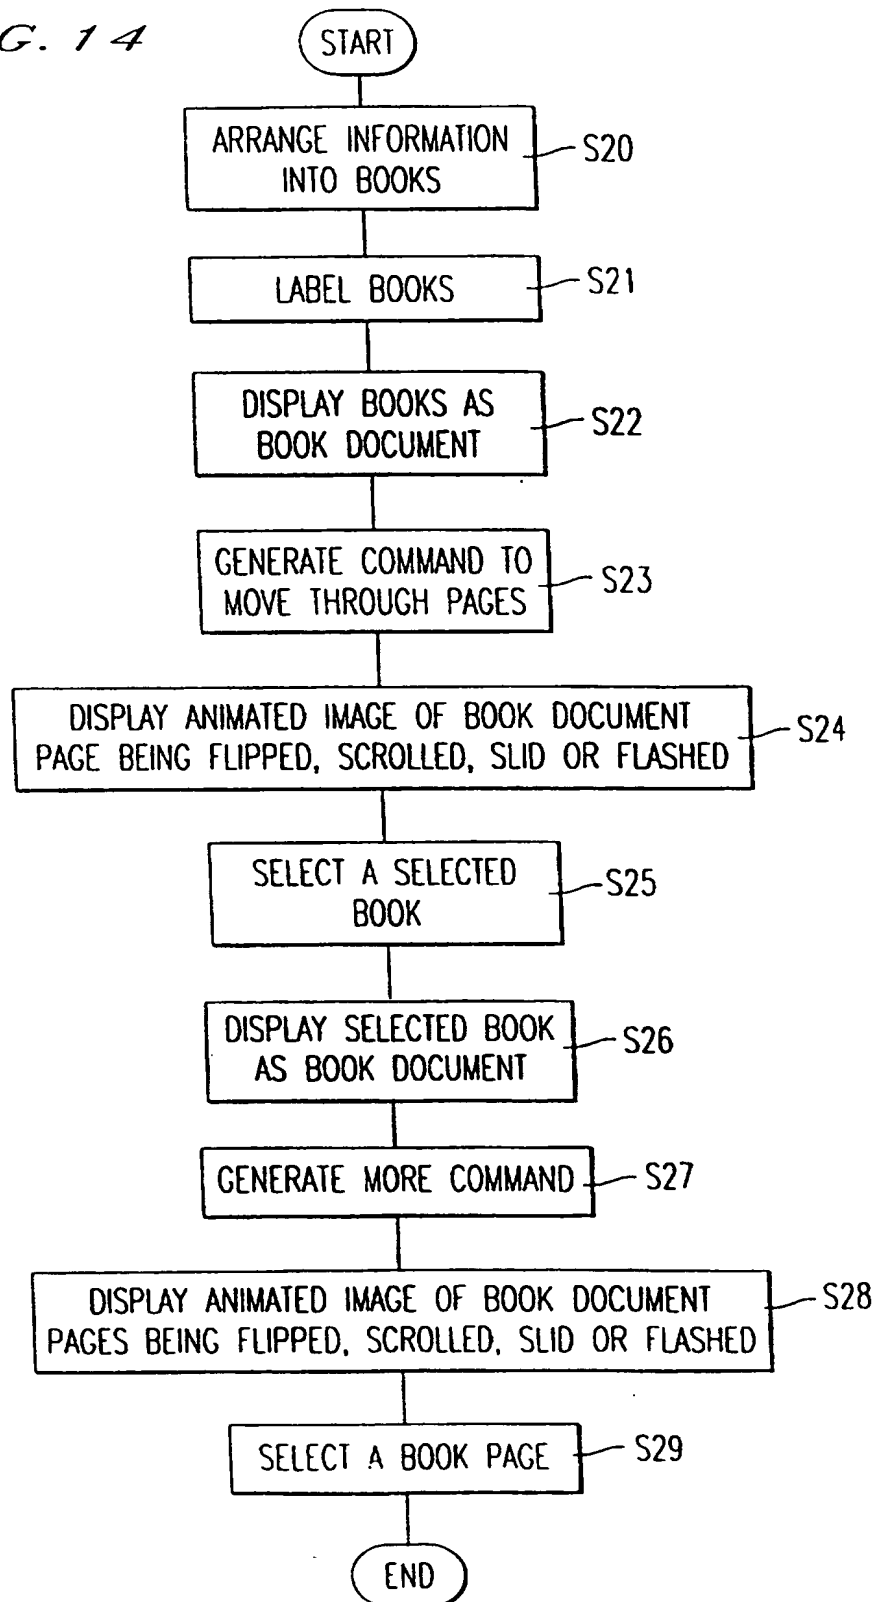 G. 14
START
ARRANGE INFORMATION
INTO BOOKS
S20
LABEL BOOKS
S21
DISPLAY BOOKS AS
BOOK DOCUMENT
S22
GENERATE COMMAND TO
MOVE THROUGH PAGES
S23
DISPLAY ANIMATED IMAGE OF BOOK DOCUMENT
PAGE BEING FLIPPED, SCROLLED, SLID OR FLASHED
S24
SELECT A SELECTED
BOOK
S25
DISPLAY SELECTED BOOK
AS BOOK DOCUMENT
S26
GENERATE MORE COMMAND
S27
DISPLAY ANIMATED IMAGE OF BOOK DOCUMENT
PAGES BEING FLIPPED, SCROLLED, SLID OR FLASHED
S28
SELECT A BOOK PAGE
S29
END